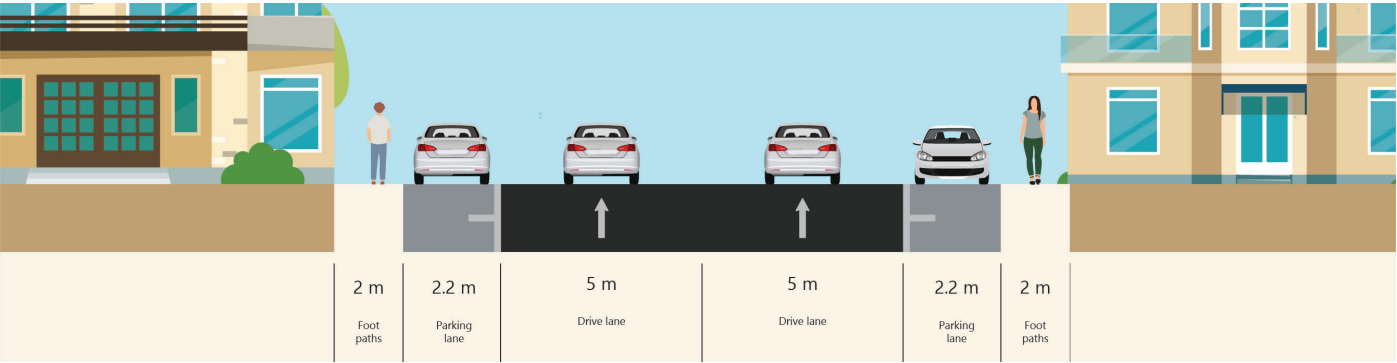 2 m
Foot
paths
2.2 m
Parking
lane
5 m
Drive lane
5 m
Drive lane
2.2 m
Parking
lane
2 m
Foot
paths